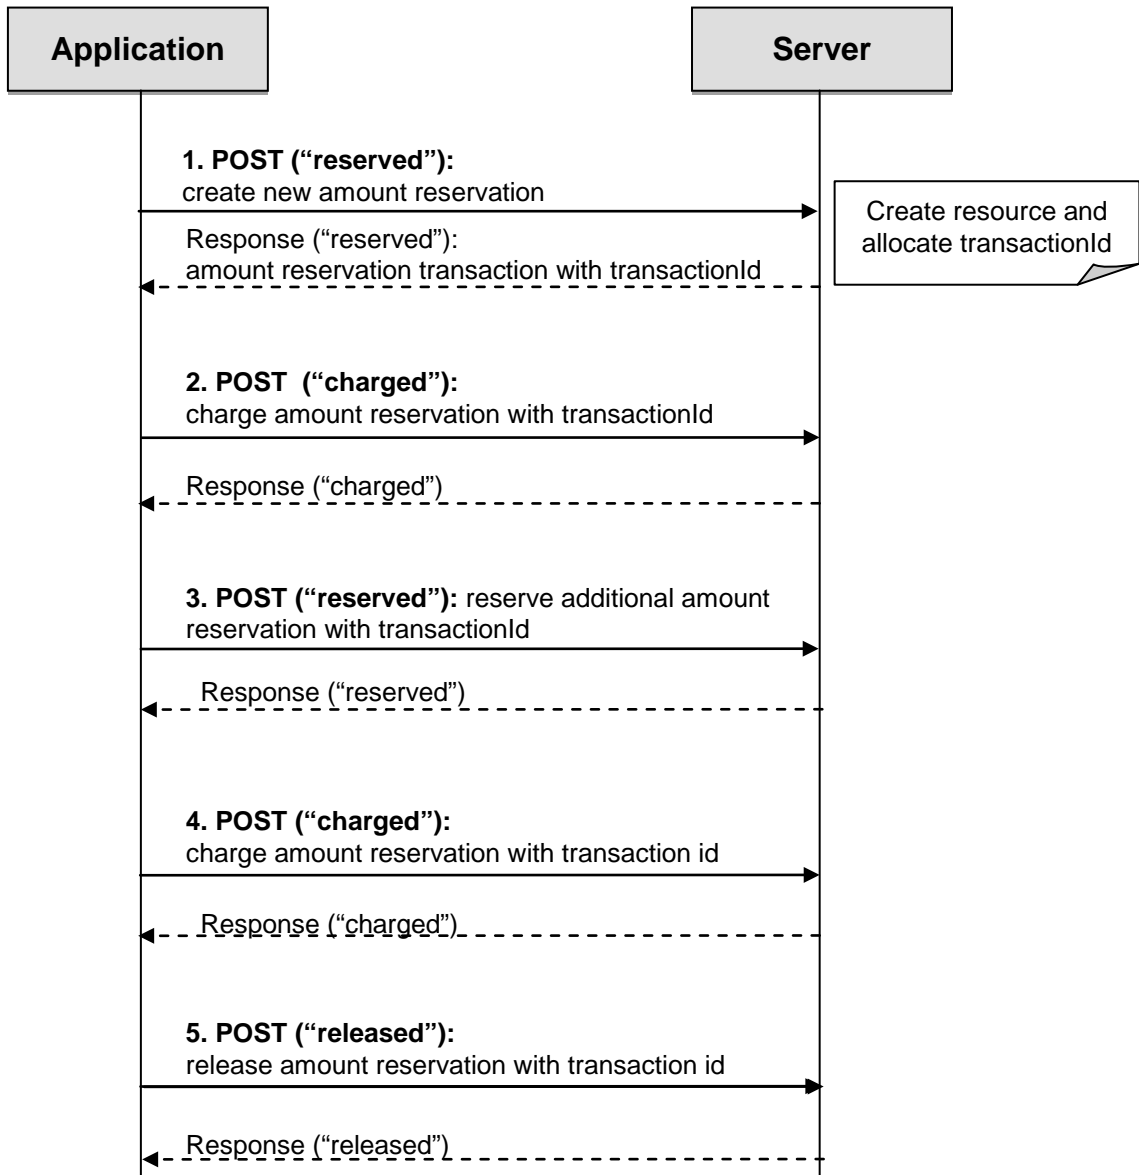 Application
Server
1. POST (“reserved”):
create new amount reservation
Create resource and
allocate transactionId
Response (“reserved”):
amount reservation transaction with transactionId
2. POST  (“charged”):
charge amount reservation with transactionId
Response (“charged”)
3. POST (“reserved”): reserve additional amount
reservation with transactionId
Response (“reserved”)
4. POST (“charged”):
charge amount reservation with transaction id
Response (“charged”)
5. POST (“released”):
release amount reservation with transaction id
Response (“released”)